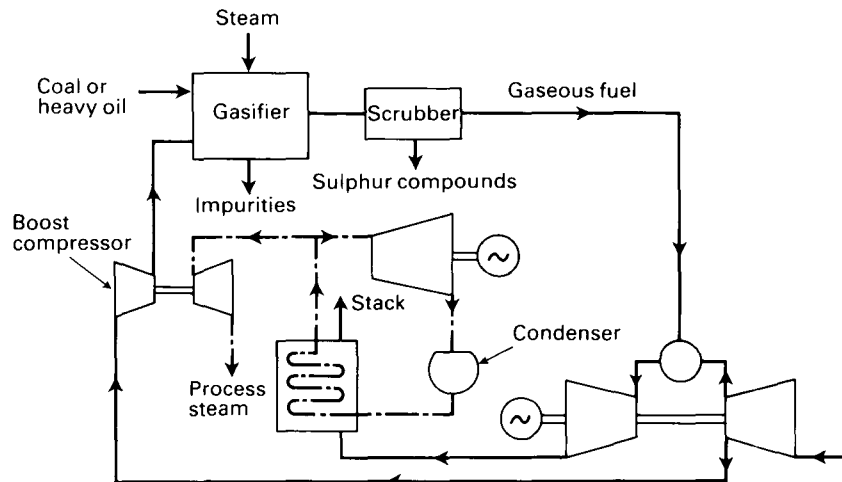 Steam
Coal or
heavy oil
Gasifier
Scrubber
Gaseous fuel
Sulphur compounds
Impurities
Boost
compressor
Stack
Condenser
Process
steam